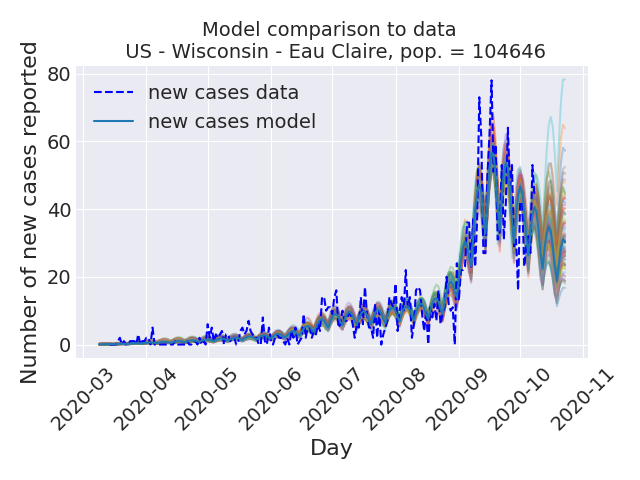 Model comparison to data
US - Wisconsin - Eau Claire, pop. = 104646
Number of new cases reported
80
60
40
20
0
new cases data
new cases model
2020-03
2020-04
2020-05
2020-06
2020-07
2020-08
2020-09
2020-10
2020-11
Day